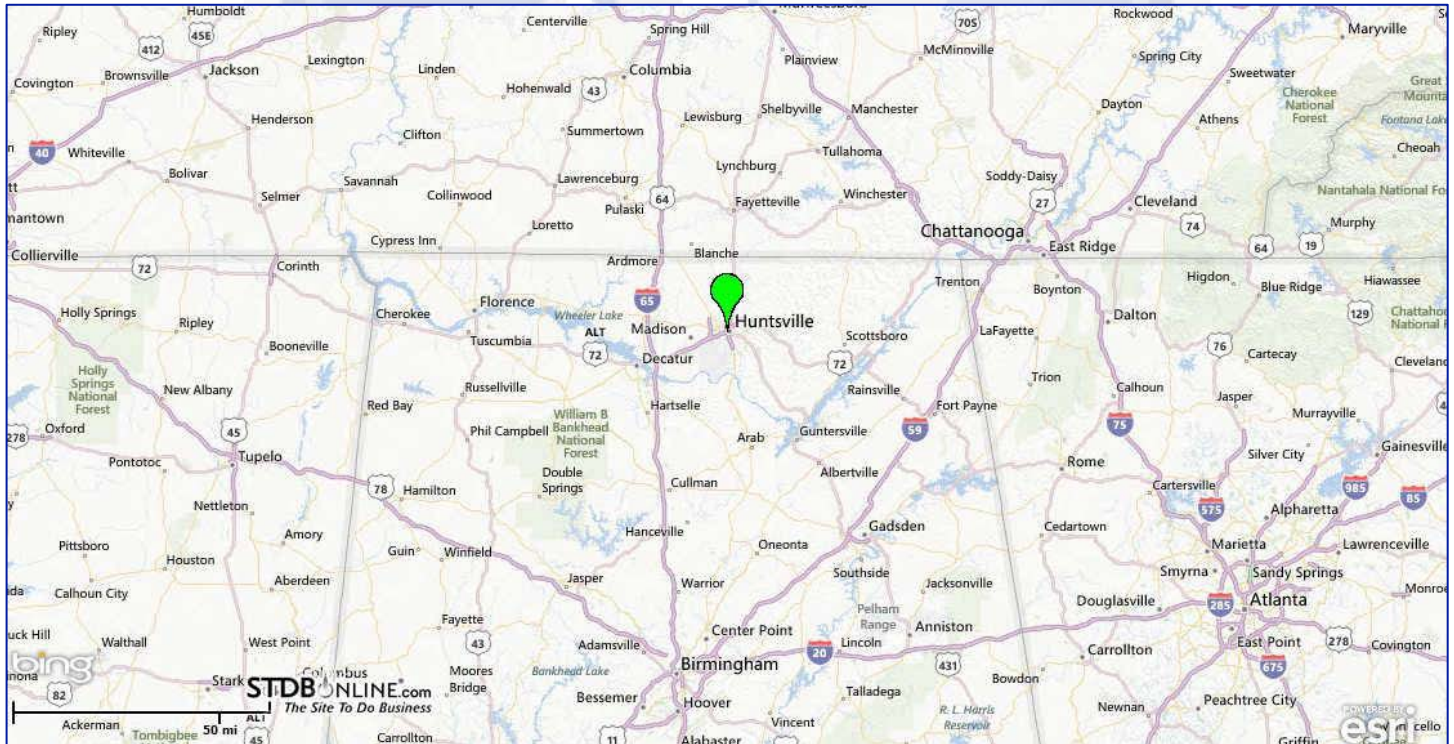 Humboldt
Rockwood
Ripley
45E
Centerville
Spring Hill
70S
Maryville
412
Lexington
Plainview
McMinnville
Spring City
Covington
Brownsville
Jackson
Linden
Columbia
Sweetwater
Great
Hohenwald
43
Shelbyville
Manchester
Dayton
Cherokee
National
Forest
Henderson
Clifton
Summertown
Lewisburg
Athens
Fontana Lake
40
Whiteville
Tullahoma
Cheoah
Bolivar
Lynchburg
Soddy-Daisy
Selmer
Savannah
Collinwood
Lawrenceburg
64
Winchester
27
Cleveland
Nantahala National
Pulaski
Fayetteville
74
Murphy
Loretto
Chattanooga
64
19
Cypress Inn
Blanche
East Ridge
Collierville
72
Corinth
Ardmore
Trenton
Higdon
Hiawassee
Boynton
Blue Ridge
Holly Springs
Florence
65
129
Ripley
Cherokee
Wheeler Lake
Huntsville
Dalton
ALT
72
Madison
LaFayette
Booneville
Tuscumbia
Scottsboro
76
Decatur
72
Cartecay
Holly
Springs
National
Forest
New Albany
Russellville
Rainsville
Trion
Calhoun
Red Bay
Hartselle
Fort Payne
Jasper
William B
Bankhead
National
Forest
Murrayville
278
Oxford
45
Phil Campbell
Arab
Guntersville
59
75
Gainesville
Pontotoc
Tupelo
Double
Springs
Albertville
Rome
Silver City
78
Hamilton
Cullman
Cartersville
985
85
Nettleton
575
Alpharetta
Amory
Hanceville
Gadsden
Cedartown
Pittsboro
Guin
Winfield
Oneonta
Marietta
Lawrenceville
Houston
Southside
Smyrna
Sandy Springs
Aberdeen
Jasper
Warrior
Jacksonville
Calhoun City
Douglasville
285
Atlanta
Pelham
Range
Fayette
Walthall
West Point
Center Point
Anniston
East Point
278
Covington
43
Adamsville
20
Lincoln
Carrollton
bing
Birmingham
431
675
Columbus
Moores
Bridge
Bankhead Lake
Bowdon
82
STDBONLINE.com
The Site To Do Business
Bessemer
Talladega
Peachtree City
Hoover
R. L. Harris
Reservoir
Newnan
POWERED BY
esri
50 mi
ALT
45
Ackerman
Tombigbee
Carrollton
11
Vincent
Alabaster
Griffin